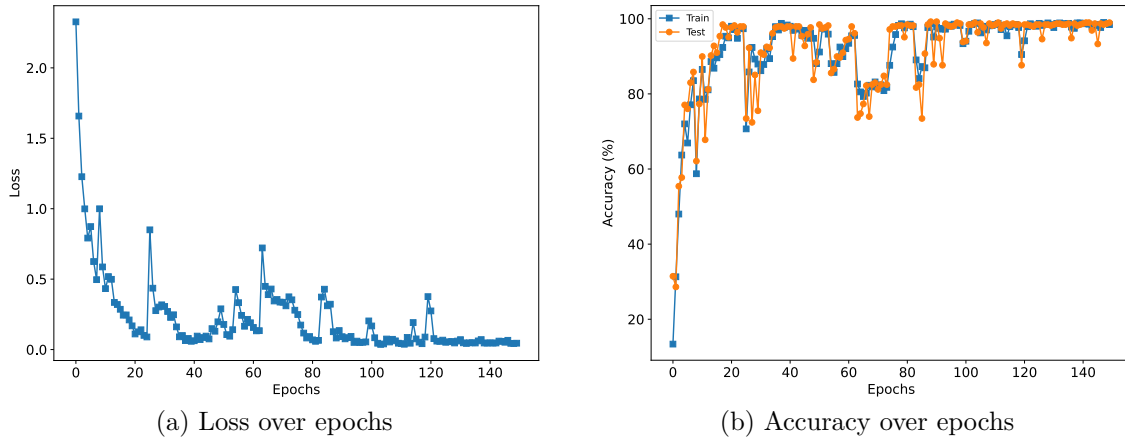 2.0
1.5
1.0
0.5
0.0
Loss
0 20 40 60 80 100 120 140
Epochs
(a) Loss over epochs
Train
Test
100
80
60
40
20
Accuracy (%)
0 20 40 60 80 100 120 140
Epochs
(b) Accuracy over epochs